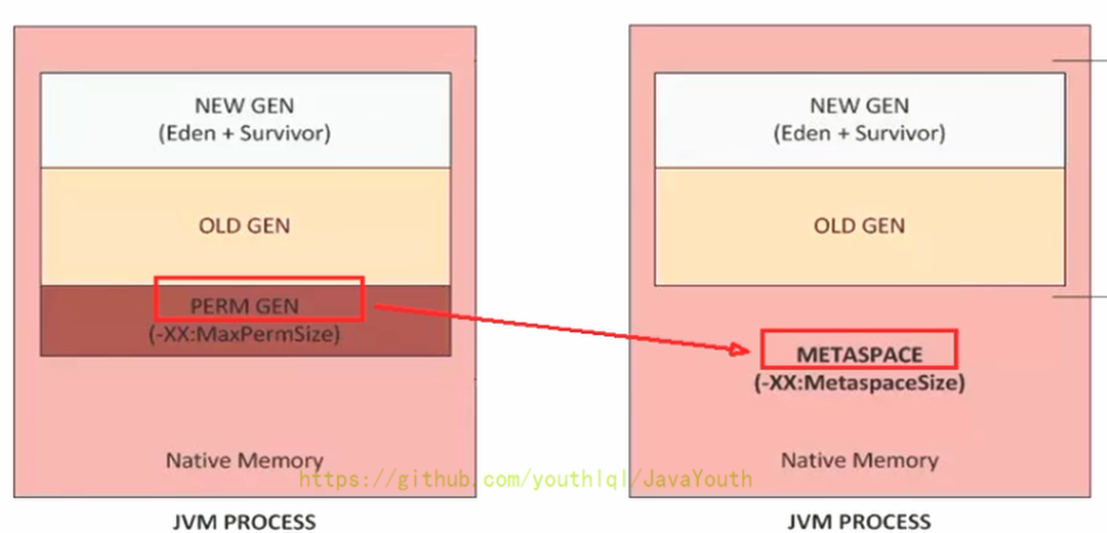 NEW GEN
(Eden + Survivor)
OLD GEN
PERM GEN
(-XX:MaxPermSize)
Native Memory
JVM PROCESS
NEW GEN
(Eden + Survivor)
OLD GEN
METASPACE
(-XX:MetaspaceSize)
Native Memory
JVM PROCESS
https://github.com/youthlql/JavaYouth